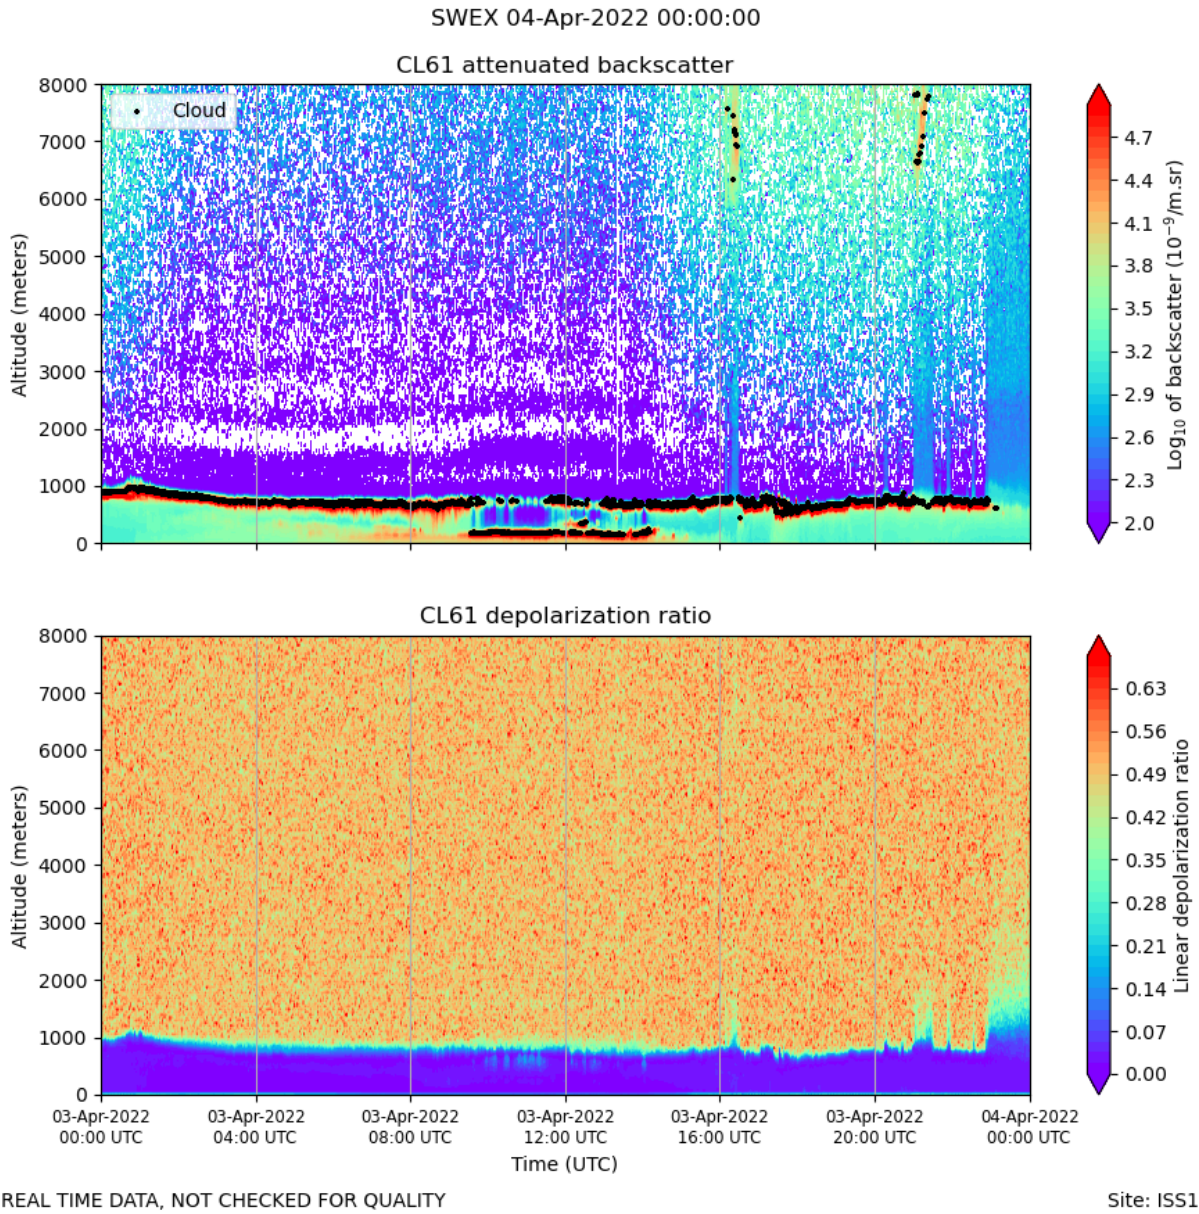 SWEX 04-Apr-2022 00:00:00
CL61 attenuated backscatter
8000
7000
6000
5000
4000
3000
2000
1000
0
Altitude (meters)
Cloud
4.7
4.4
4.1
3.8
3.5
3.2
2.9
2.6
2.3
2.0
Log₁₀ of backscatter (10⁻⁹/m.sr)
CL61 depolarization ratio
8000
7000
6000
5000
4000
3000
2000
1000
0
Altitude (meters)
0.63
0.56
0.49
0.42
0.35
0.28
0.21
0.14
0.07
0.00
Linear depolarization ratio
03-Apr-2022 03-Apr-2022 03-Apr-2022 03-Apr-2022 03-Apr-2022 03-Apr-2022 04-Apr-2022
00:00 UTC 04:00 UTC 08:00 UTC 12:00 UTC 16:00 UTC 20:00 UTC 00:00 UTC
Time (UTC)
REAL TIME DATA, NOT CHECKED FOR QUALITY
Site: ISS1